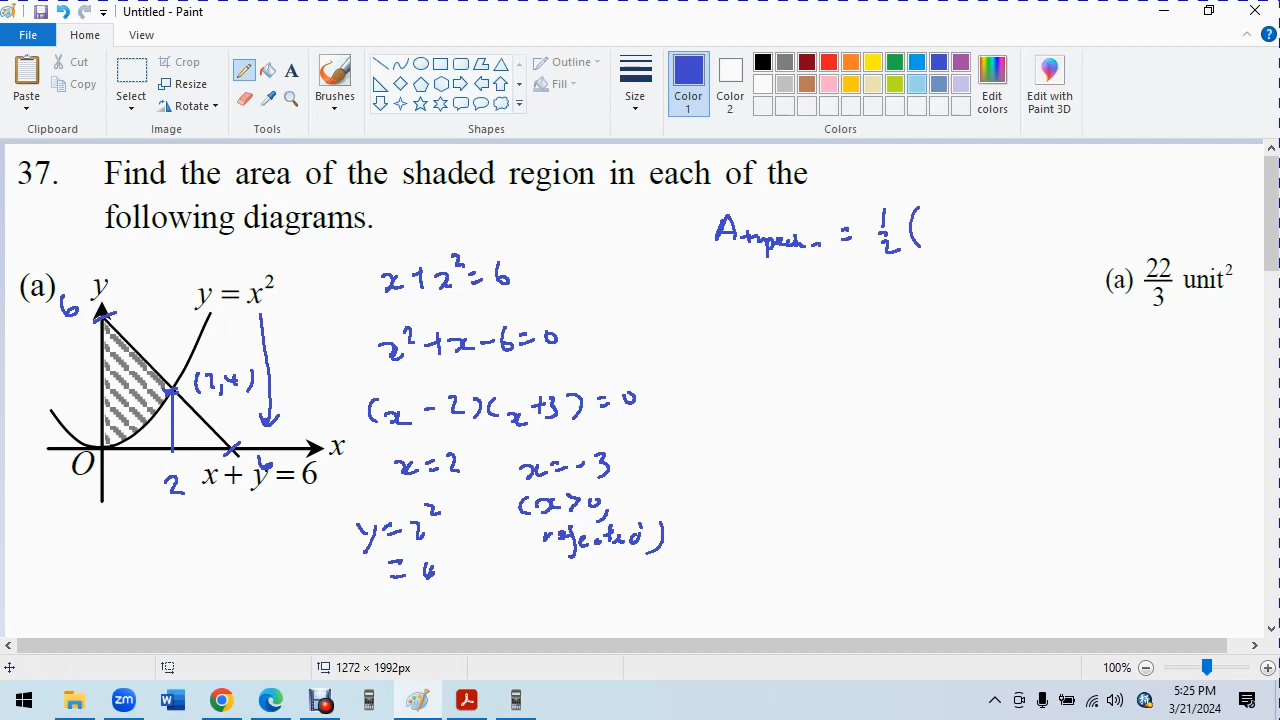 Untitled - Paint
File Home View
Paste Cut Copy Clipboard
Select Crop Resize Rotate Image
Tools
Brushes
Outline Fill Shapes
Size
Color 1 Color 2 Edit colors Colors
Edit with Paint 3D
37. Find the area of the shaded region in each of the
following diagrams.
(a)
6 y
y = x²
(2,4)
O
x
2
6
x + y = 6
x + x² = 6
x² + x - 6 = 0
(x - 2)(x + 3) = 0
x = 2 x = -3
(x > 0,
rejected)
y = 2²
= 4
= 1/2 (
(a) 22/3 unit²
1272 × 1992px
100%
5:25 PM
3/21/2024